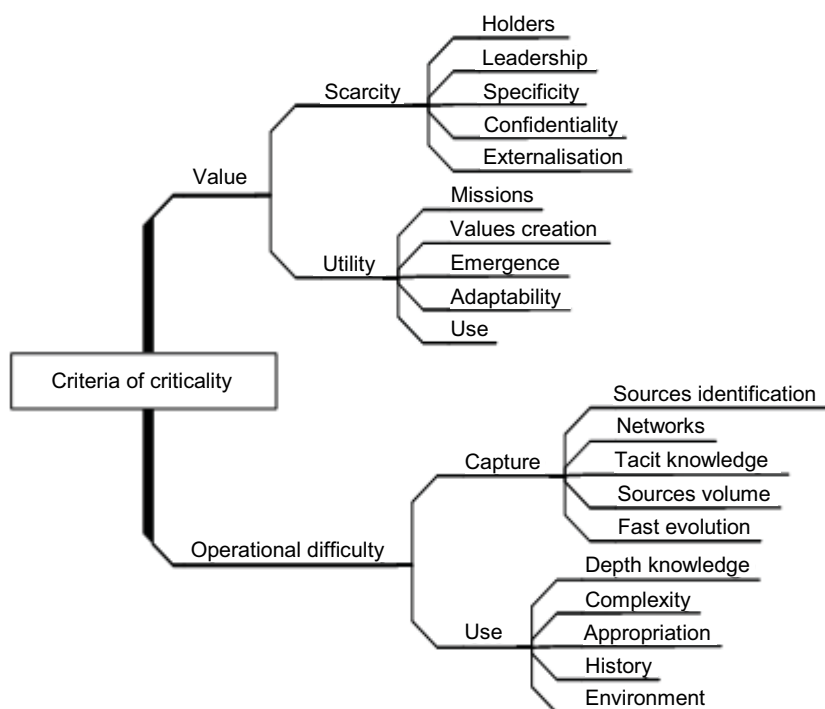 Holders
Leadership
Scarcity
Specificity
Confidentiality
Externalisation
Value
Missions
Values creation
Utility
Emergence
Adaptability
Use
Criteria of criticality
Sources identification
Networks
Capture
Tacit knowledge
Sources volume
Fast evolution
Operational difficulty
Depth knowledge
Complexity
Use
Appropriation
History
Environment